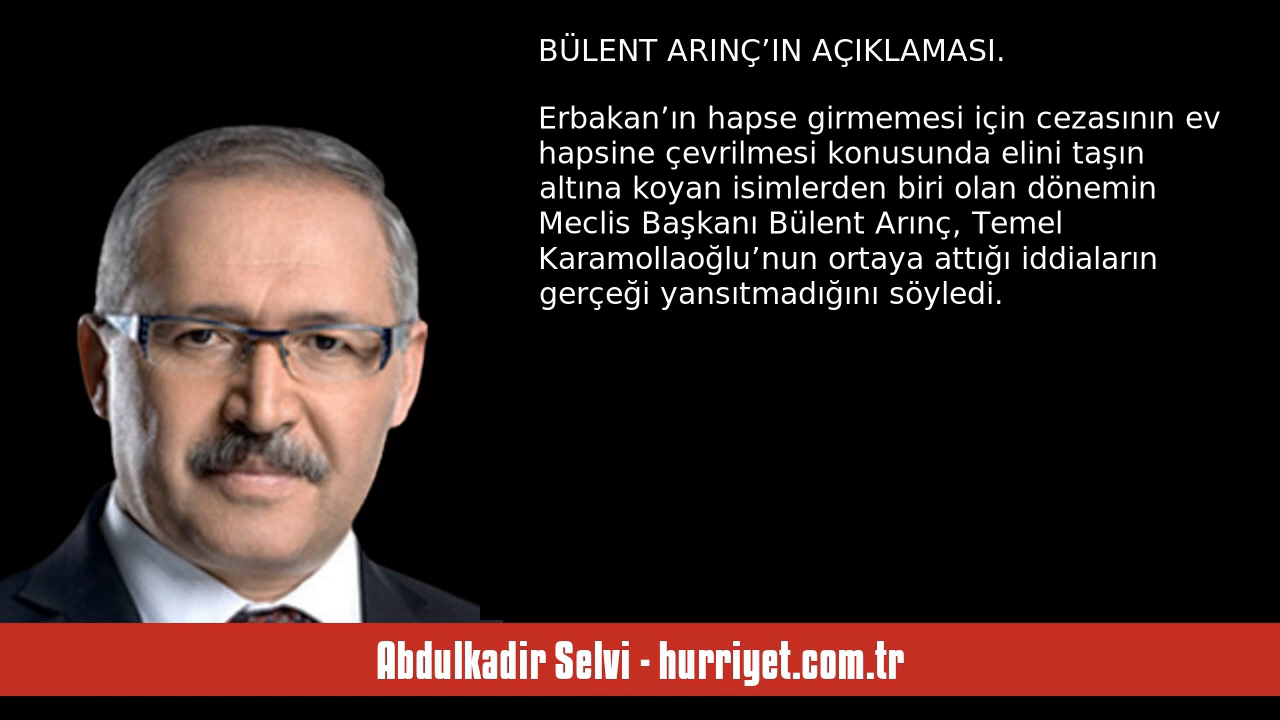 BÜLENT ARINÇ’IN AÇIKLAMASI.
Erbakan’ın hapse girmemesi için cezasının ev
hapsine çevrilmesi konusunda elini taşın
altına koyan isimlerden biri olan dönemin
Meclis Başkanı Bülent Arınç, Temel
Karamollaoğlu’nun ortaya attığı iddiaların
gerçeği yansıtmadığını söyledi.
Abdulkadir Selvi - hurriyet.com.tr